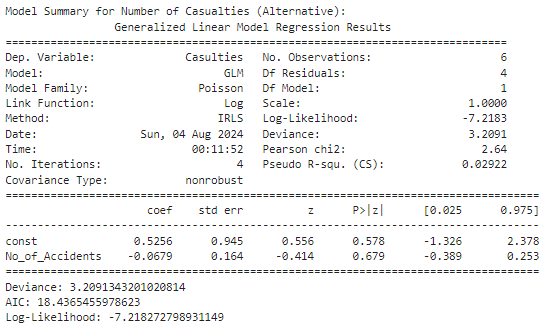 Model Summary for Number of Casualties (Alternative):
Generalized Linear Model Regression Results
==============================================================================
Dep. Variable: Casulties No. Observations: 6
Model: GLM Df Residuals: 4
Model Family: Poisson Df Model: 1
Link Function: Log Scale: 1.0000
Method: IRLS Log-Likelihood: -7.2183
Date: Sun, 04 Aug 2024 Deviance: 3.2091
Time: 00:11:52 Pearson chi2: 2.64
No. Iterations: 4 Pseudo R-squ. (CS): 0.02922
Covariance Type: nonrobust
===================================================================================
coef std err z P>|z| [0.025 0.975]
-----------------------------------------------------------------------------------
const 0.5256 0.945 0.556 0.578 -1.326 2.378
No_of_Accidents -0.0679 0.164 -0.414 0.679 -0.389 0.253
===================================================================================
Deviance: 3.2091343201020814
AIC: 18.4365455978623
Log-Likelihood: -7.218272798931149